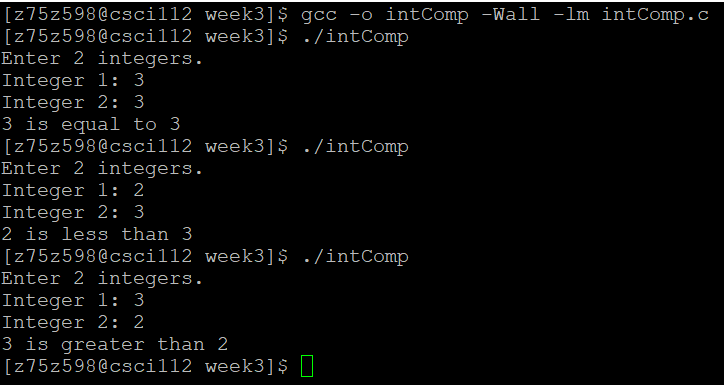 [z75z598@csci112 week3]$ gcc -o intComp -Wall -lm intComp.c
[z75z598@csci112 week3]$ ./intComp
Enter 2 integers.
Integer 1: 3
Integer 2: 3
3 is equal to 3
[z75z598@csci112 week3]$ ./intComp
Enter 2 integers.
Integer 1: 2
Integer 2: 3
2 is less than 3
[z75z598@csci112 week3]$ ./intComp
Enter 2 integers.
Integer 1: 3
Integer 2: 2
3 is greater than 2
[z75z598@csci112 week3]$